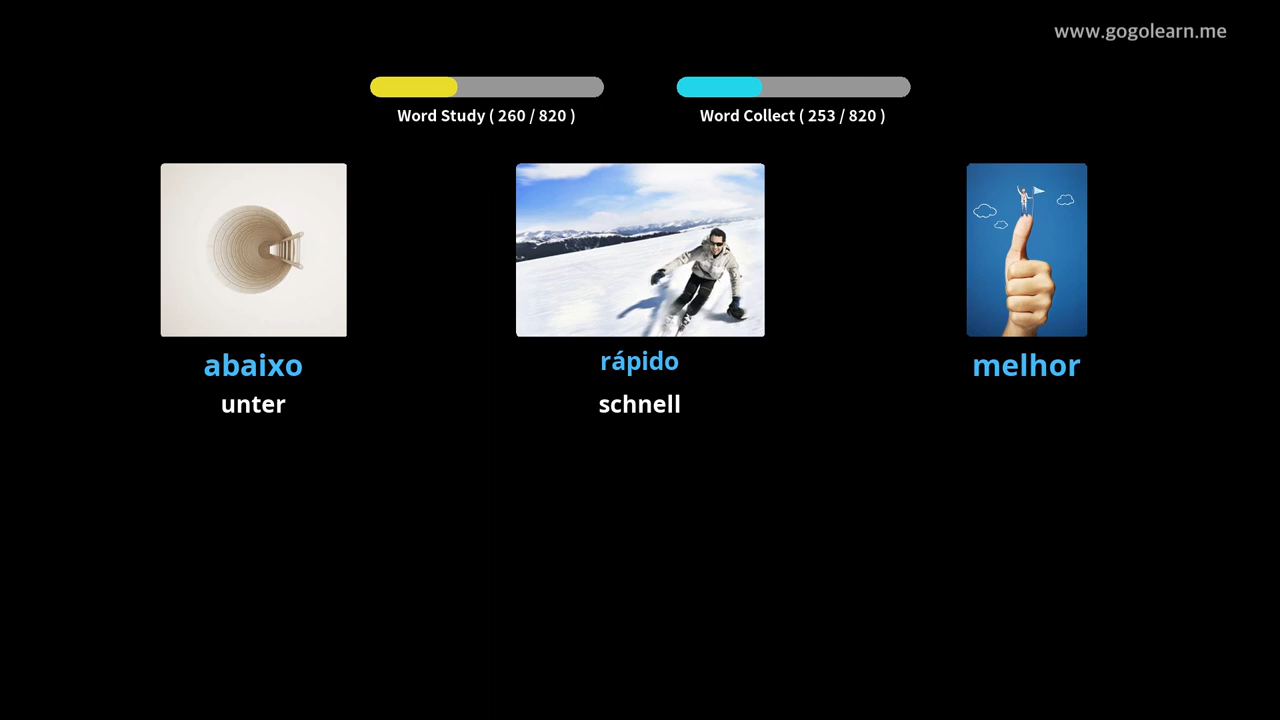 www.gogolearn.me
Word Study ( 260 / 820 )
Word Collect ( 253 / 820 )
abaixo
unter
rápido
schnell
melhor